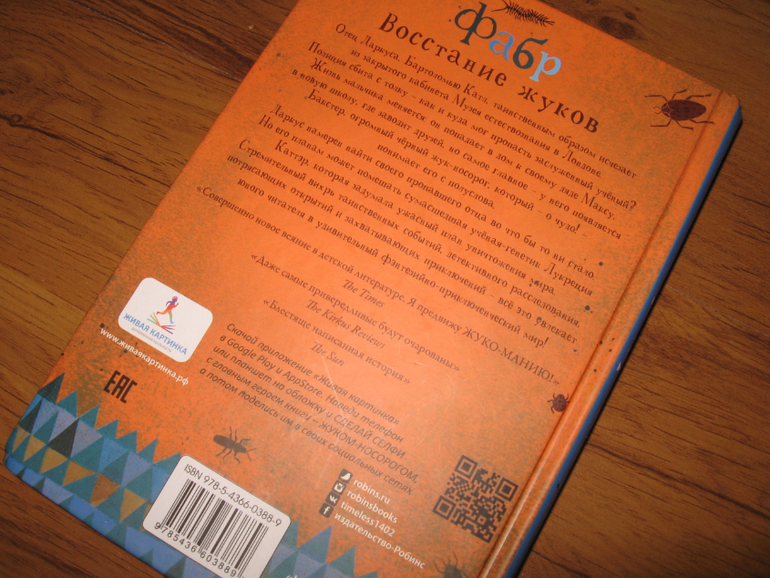 Фабр
Восстание жуков
Отец Даркуса, Бартоломью Катл, таинственным образом исчезает
из закрытого кабинета Музея естествознания в Лондоне.
Полиция сбита с толку – как и куда мог пропасть заслуженный учёный?
Жизнь мальчика меняется: он попадает в дом к своему дяде Максу,
в новую школу, где заводит друзей, но самое главное – у него появляется
Бакстер, огромный чёрный жук-носорог, который – о чудо! –
понимает его с полуслова.
Даркус намерен найти своего пропавшего отца во что бы то ни стало.
Но его планам может помешать сумасшедшая учёная-генетик Лукреция
Каттэр, которая задумала ужасный план уничтожения мира.
Стремительный вихрь таинственных событий, детективного расследования,
потрясающих открытий и захватывающих приключений – всё это увлекает
юного читателя в удивительный фэнтезийно-приключенческий мир!
«Совершенно новое веяние в детской литературе. Я предвижу ЖУКО-МАНИЮ!»
The Times
«Даже самые привередливые будут очарованы»
The Kirkus Reviews
«Блестяще написанная история»
The Sun
Скачай приложение «Живая картинка»
в Google Play и AppStore. Наведи телефон
или планшет на обложку и СДЕЛАЙ СЕЛФИ
с главным героем книги – ЖУКОМ-НОСОРОГОМ,
а потом поделись им в своих социальных сетях
ЖИВАЯ КАРТИНКА
www.живаякартинка.рф
EAC
ISBN 978-5-4366-0388-9
9785436603889
robins.ru
robinsbooks
timeless1402
издательство-Робинс